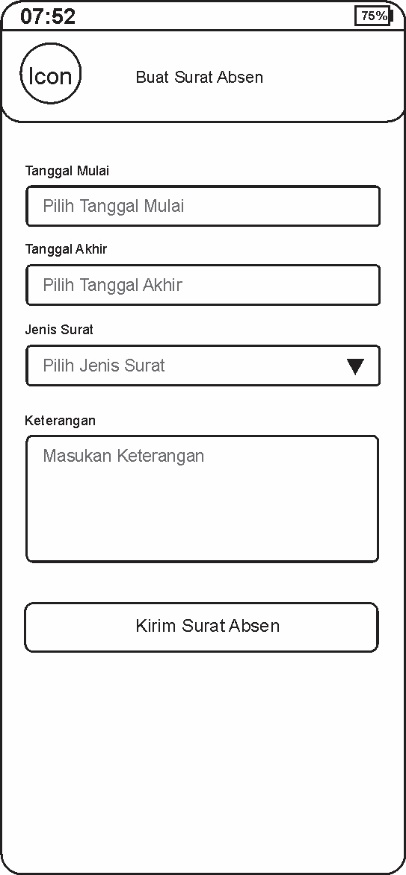 07:52
75%
Icon
Buat Surat Absen
Tanggal Mulai
Pilih Tanggal Mulai
Tanggal Akhir
Pilih Tanggal Akhir
Jenis Surat
Pilih Jenis Surat
Keterangan
Masukan Keterangan
Kirim Surat Absen